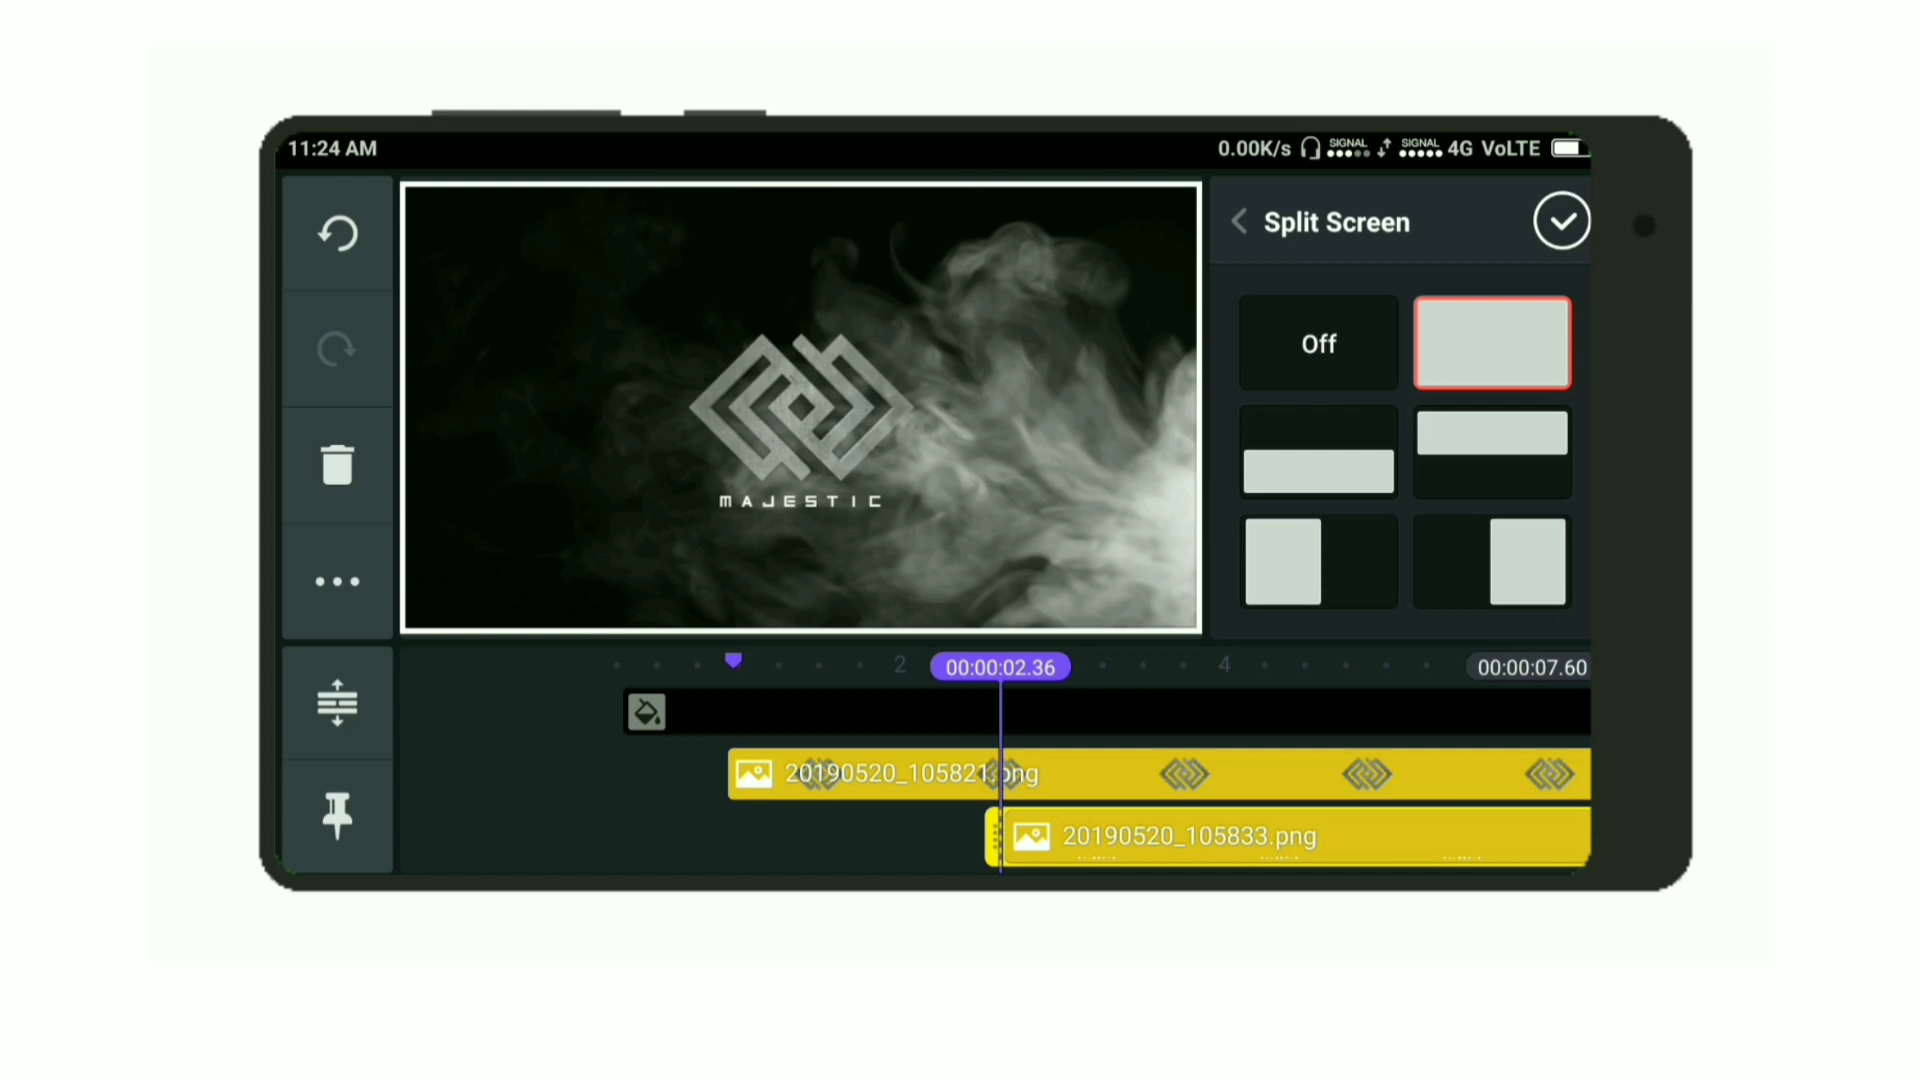 11:24 AM
0.00K/s SIGNAL SIGNAL 4G VoLTE
Split Screen
Off
MAJESTIC
2 00:00:02.36 4 00:00:07.60
20190520_105821.png
20190520_105833.png